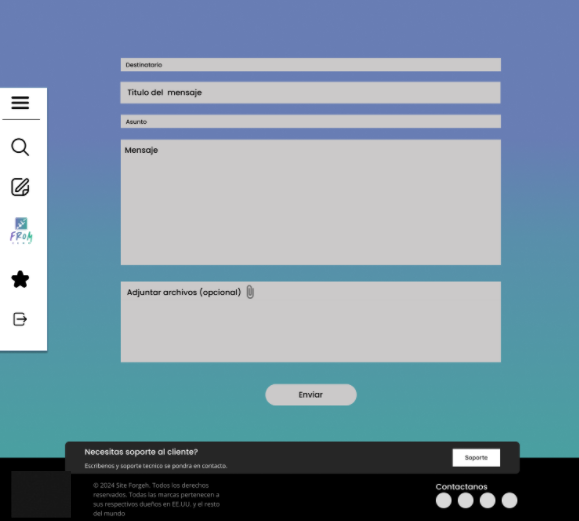 Destinatario
Titulo del mensaje
Asunto
Mensaje
FRoh
Adjuntar archivos (opcional)
Enviar
Necesitas soporte al cliente?
Escribenos y soporte tecnico se pondra en contacto.
Soporte
© 2024 Site Forgeh. Todos los derechos
reservados. Todas las marcas pertenecen a
sus respectivos dueños en EE.UU. y el resto
del mundo
Contactanos